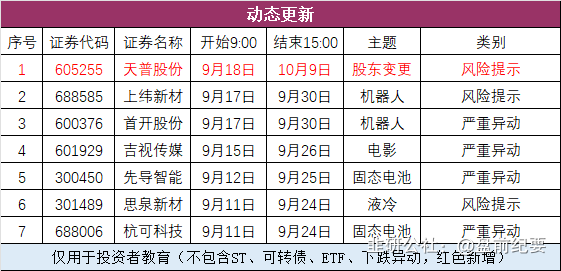 动态更新
序号 证券代码 证券名称 开始9:00 结束15:00 主题 类别
1 605255 天普股份 9月18日 10月9日 股东变更 风险提示
2 688585 上纬新材 9月17日 9月30日 机器人 风险提示
3 600376 首开股份 9月17日 9月30日 机器人 严重异动
4 601929 吉视传媒 9月15日 9月26日 电影 严重异动
5 300450 先导智能 9月12日 9月25日 固态电池 严重异动
6 301489 思泉新材 9月11日 9月24日 液冷 严重异动
7 688006 杭可科技 9月11日 9月24日 固态电池 严重异动
韭研公社：@盘前纪要
仅用于投资者教育（不包含ST、可转债、ETF、下跌异动，红色新增）